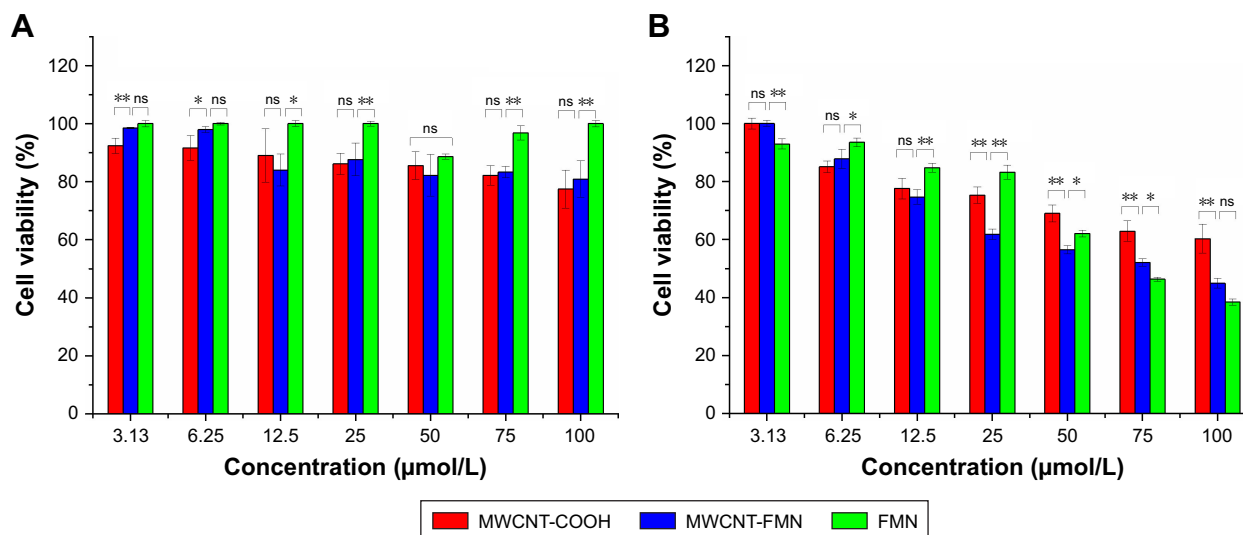 A
Cell viability (%)
120
100
80
60
40
20
0
** ns
* ns
ns *
ns **
ns
ns **
ns **
3.13 6.25 12.5 25 50 75 100
Concentration (µmol/L)
B
Cell viability (%)
120
100
80
60
40
20
0
ns **
ns *
ns **
** **
** *
** *
** ns
3.13 6.25 12.5 25 50 75 100
Concentration (µmol/L)
MWCNT-COOH MWCNT-FMN FMN